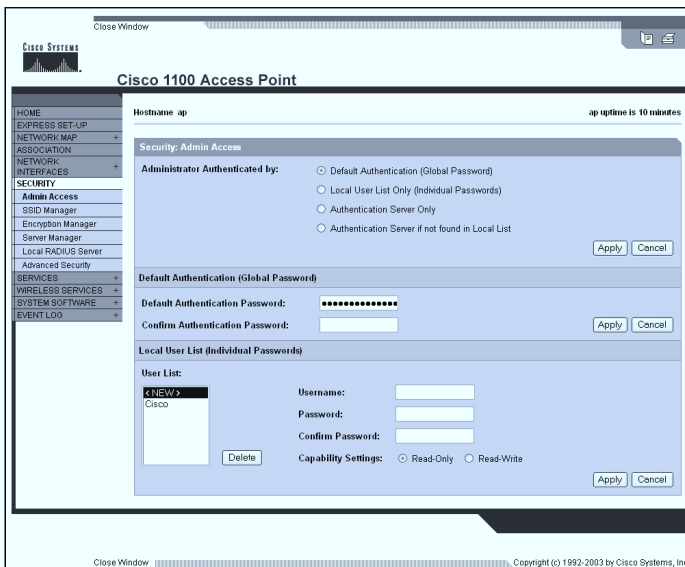 Close Window
CISCO SYSTEMS
Cisco 1100 Access Point
HOME
EXPRESS SET-UP
NETWORK MAP +
ASSOCIATION
NETWORK
INTERFACES +
SECURITY
Admin Access
SSID Manager
Encryption Manager
Server Manager
Local RADIUS Server
Advanced Security
SERVICES +
WIRELESS SERVICES +
SYSTEM SOFTWARE +
EVENT LOG +
Hostname ap
ap uptime is 10 minutes
Security: Admin Access
Administrator Authenticated by:
Default Authentication (Global Password)
Local User List Only (Individual Passwords)
Authentication Server Only
Authentication Server if not found in Local List
Apply Cancel
Default Authentication (Global Password)
Default Authentication Password: ••••••••••••••
Confirm Authentication Password:
Apply Cancel
Local User List (Individual Passwords)
User List:
<NEW>
Cisco
Delete
Username:
Password:
Confirm Password:
Capability Settings: Read-Only Read-Write
Apply Cancel
Close Window
Copyright (c) 1992-2003 by Cisco Systems, Inc